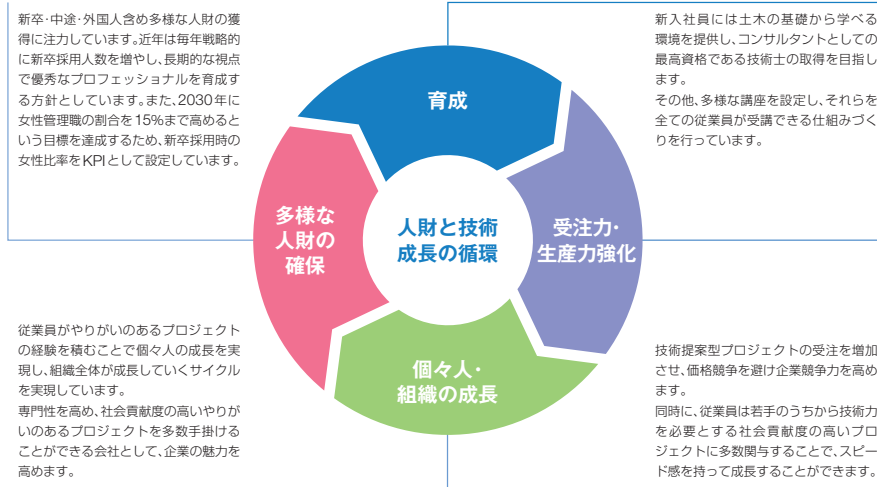 新卒・中途・外国人含め多様な人財の獲
得に注力しています。近年は毎年戦略的
に新卒採用人数を増やし、長期的な視点
で優秀なプロフェッショナルを育成す
る方針としています。また、2030年に
女性管理職の割合を15%まで高めると
いう目標を達成するため、新卒採用時の
女性比率をKPIとして設定しています。
新入社員には土木の基礎から学べる
環境を提供し、コンサルタントとしての
最高資格である技術士の取得を目指し
ます。
その他、多様な講座を設定し、それらを
全ての従業員が受講できる仕組みづく
りを行っています。
育成
多様な
人財の
確保
人財と技術
成長の循環
受注力・
生産力強化
個々人・
組織の成長
従業員がやりがいのあるプロジェクト
の経験を積むことで個々人の成長を実
現し、組織全体が成長していくサイクル
を実現しています。
専門性を高め、社会貢献度の高いやりが
いのあるプロジェクトを多数手掛ける
ことができる会社として、企業の魅力を
高めます。
技術提案型プロジェクトの受注を増加
させ、価格競争を避け企業競争力を高め
ます。
同時に、従業員は若手のうちから技術力
を必要とする社会貢献度の高いプロ
ジェクトに多数関与することで、スピー
ド感を持って成長することができます。